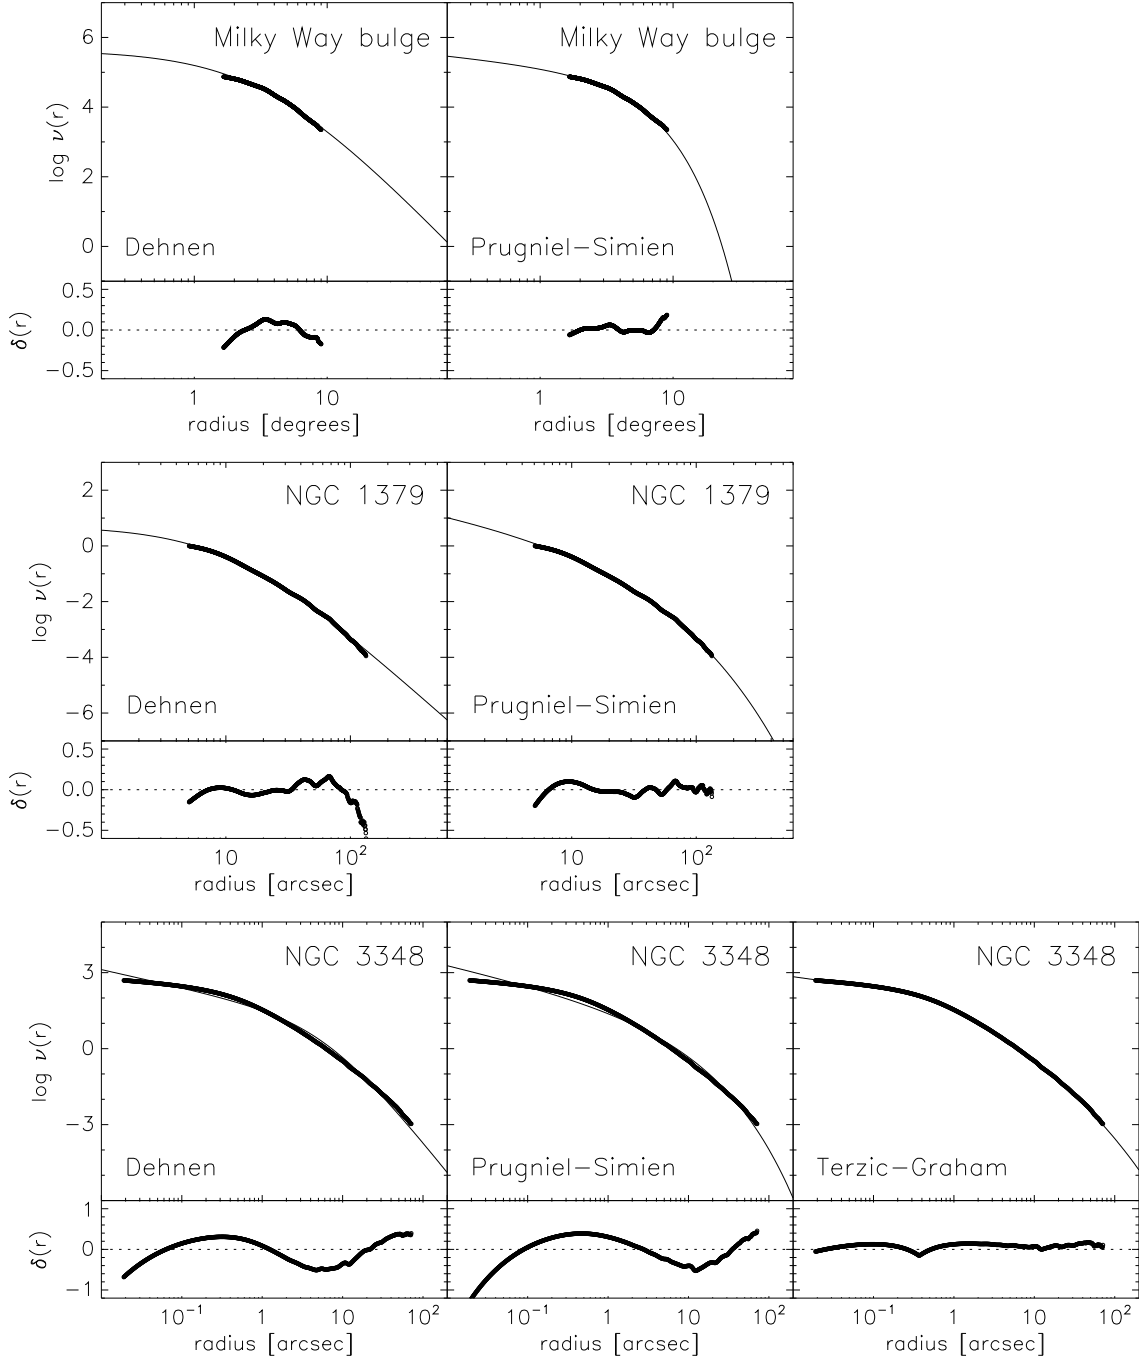 Milky Way bulge
Milky Way bulge
6
4
2
0
log ν(r)
Dehnen
Prugniel−Simien
0.5
0.0
−0.5
δ(r)
1
10
1
10
radius [degrees]
radius [degrees]
NGC 1379
NGC 1379
2
0
−2
−4
−6
log ν(r)
Dehnen
Prugniel−Simien
0.5
0.0
−0.5
δ(r)
10
10²
10
10²
radius [arcsec]
radius [arcsec]
NGC 3348
NGC 3348
NGC 3348
3
0
−3
log ν(r)
Dehnen
Prugniel−Simien
Terzic−Graham
1
0
−1
δ(r)
10⁻¹
1
10
10²
10⁻¹
1
10
10²
10⁻¹
1
10
10²
radius [arcsec]
radius [arcsec]
radius [arcsec]